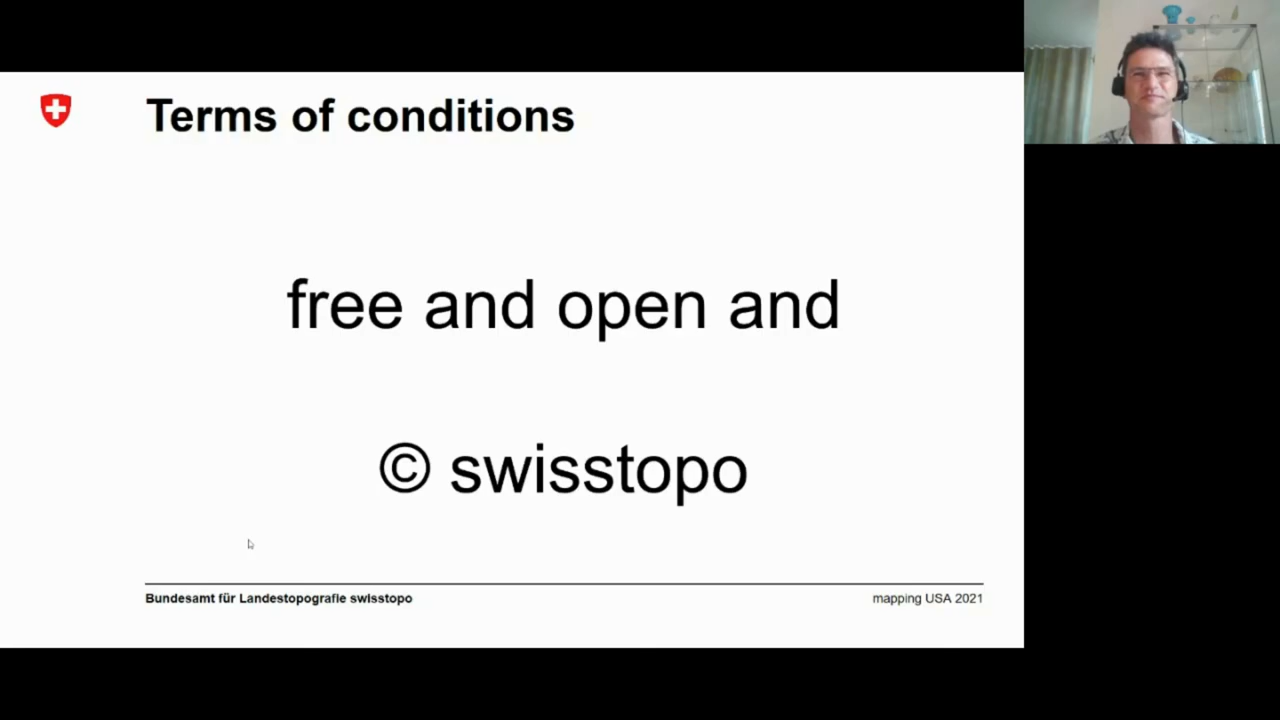 Terms of conditions
free and open and
© swisstopo
Bundesamt für Landestopografie swisstopo
mapping USA 2021